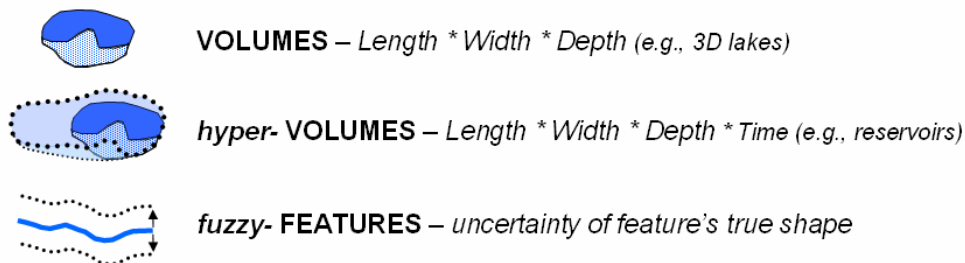 VOLUMES – Length * Width * Depth (e.g., 3D lakes)
hyper- VOLUMES – Length * Width * Depth * Time (e.g., reservoirs)
fuzzy- FEATURES – uncertainty of feature's true shape